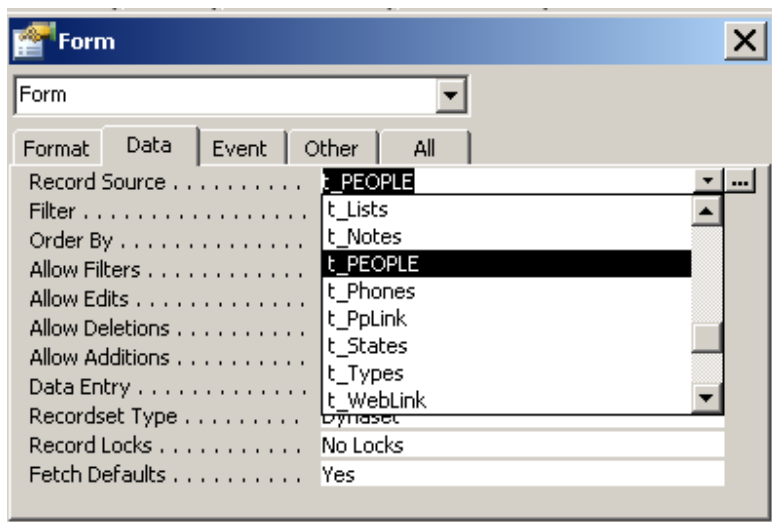 Form
Form
Format Data Event Other All
Record Source . . . . . . . . . . t_PEOPLE ...
Filter . . . . . . . . . . . . . . . . . t_Lists
Order By . . . . . . . . . . . . . . t_Notes
Allow Filters . . . . . . . . . . . . t_PEOPLE
Allow Edits . . . . . . . . . . . . . t_Phones
Allow Deletions . . . . . . . . . . t_PpLink
Allow Additions . . . . . . . . . . t_States
Data Entry . . . . . . . . . . . . . t_Types
t_WebLink
Recordset Type . . . . . . . . . Dynaset
Record Locks . . . . . . . . . . . No Locks
Fetch Defaults . . . . . . . . . . Yes